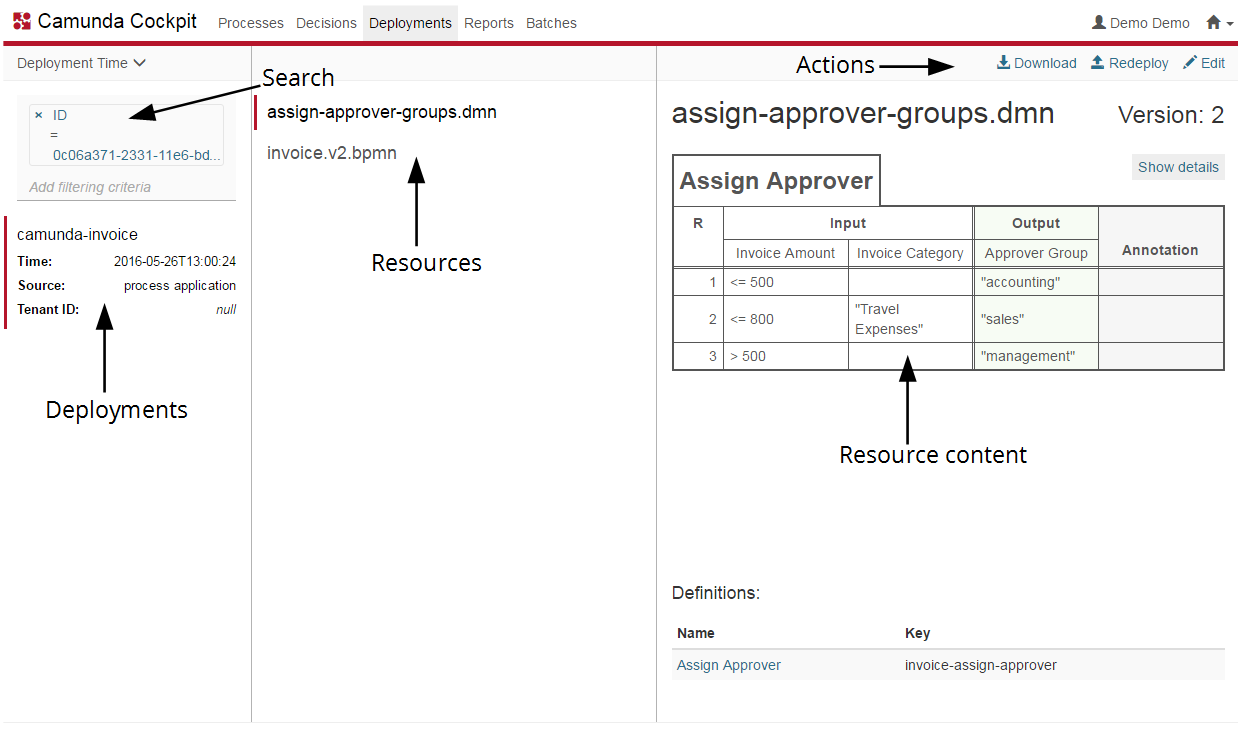 Camunda Cockpit Processes Decisions Deployments Reports Batches Demo Demo
Deployment Time
Search
× ID
=
0c06a371-2331-11e6-bd...
Add filtering criteria
camunda-invoice
Time: 2016-05-26T13:00:24
Source: process application
Tenant ID: null
Deployments
assign-approver-groups.dmn
invoice.v2.bpmn
Resources
Actions Download Redeploy Edit
assign-approver-groups.dmn Version: 2
Show details
Assign Approver
R Input Output Annotation
Invoice Amount Invoice Category Approver Group
1 <= 500 "accounting"
2 <= 800 "Travel Expenses" "sales"
3 > 500 "management"
Resource content
Definitions:
Name Key
Assign Approver invoice-assign-approver